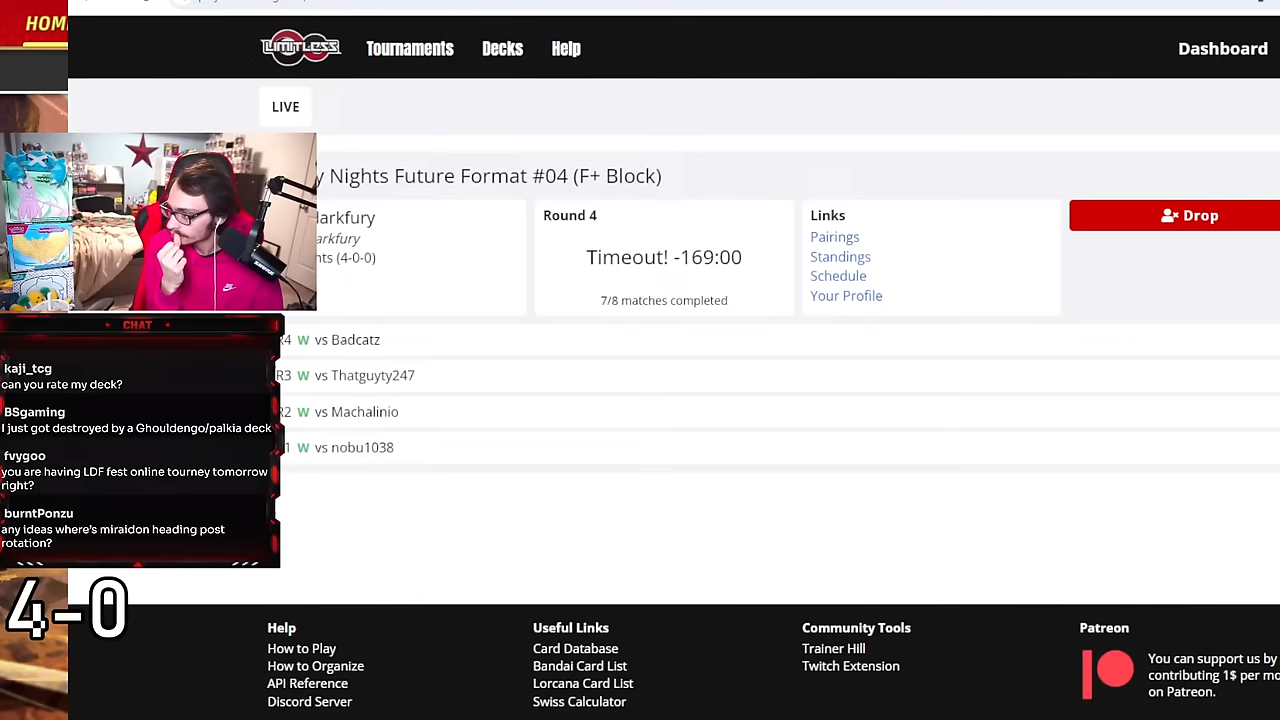 HOM
LIMITLESS
Tournaments
Decks
Help
Dashboard
LIVE
y Nights Future Format #04 (F+ Block)
darkfury
arkfury
nts (4-0-0)
Round 4
Timeout! -169:00
7/8 matches completed
Links
Pairings
Standings
Schedule
Your Profile
Drop
R4 W vs Badcatz
R3 W vs Thatguyty247
R2 W vs Machalinio
1 W vs nobu1038
CHAT
kaji_tcg
can you rate my deck?
BSgaming
I just got destroyed by a Ghouldengo/palkia deck
fvygoo
you are having LDF fest online tourney tomorrow
right?
burntPonzu
any ideas where's miraidon heading post
rotation?
4-0
Help
How to Play
How to Organize
API Reference
Discord Server
Useful Links
Card Database
Bandai Card List
Lorcana Card List
Swiss Calculator
Community Tools
Trainer Hill
Twitch Extension
Patreon
You can support us by
contributing 1$ per mo
on Patreon.